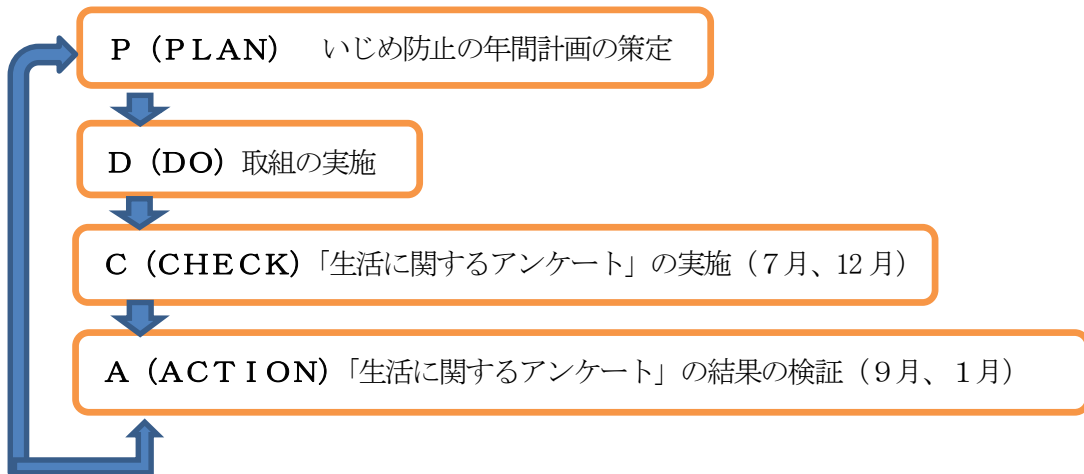 Ｐ（ＰＬＡＮ）　いじめ防止の年間計画の策定
Ｄ（ＤＯ）取組の実施
Ｃ（ＣＨＥＣＫ）「生活に関するアンケート」の実施（７月、12月）
Ａ（ＡＣＴＩＯＮ）「生活に関するアンケート」の結果の検証（９月、１月）